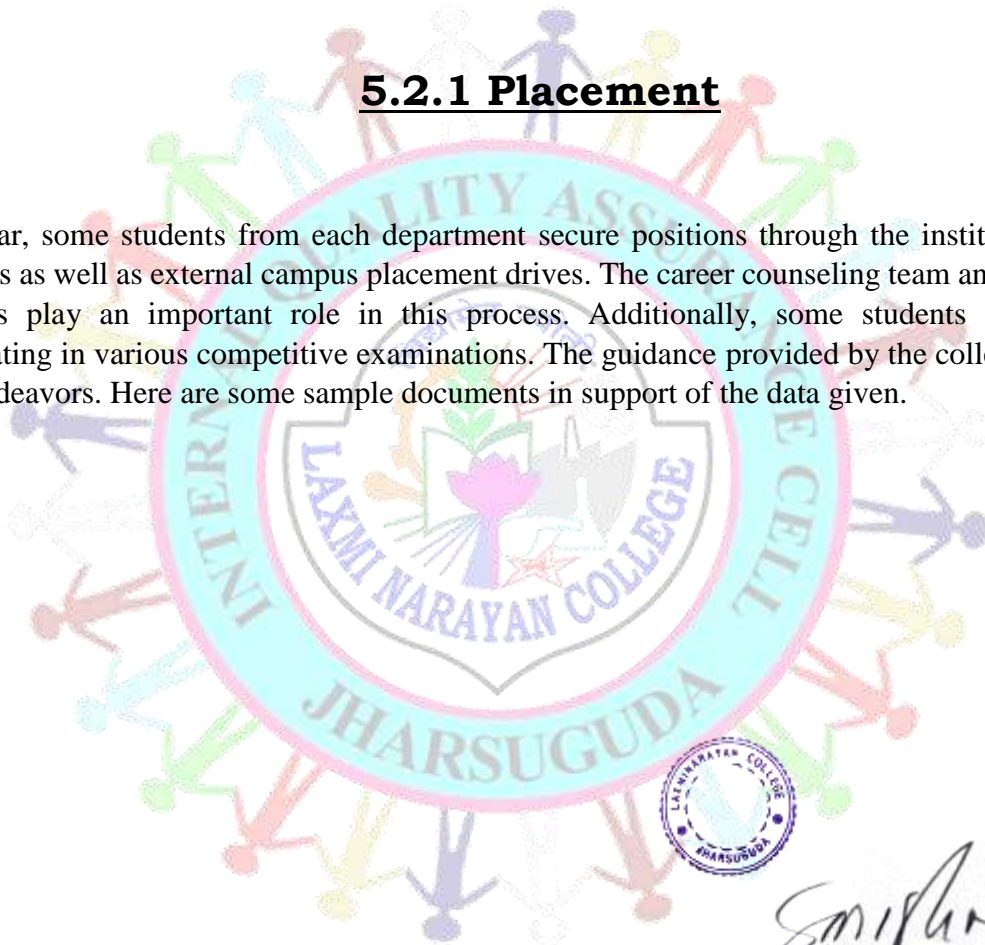 5.2.1 Placement
ar, some students from each department secure positions through the instit
s as well as external campus placement drives. The career counseling team an
s play an important role in this process. Additionally, some students
ating in various competitive examinations. The guidance provided by the colle
deavors. Here are some sample documents in support of the data given.
INTERNAL QUALITY ASSURANCE CELL
LAXMI NARAYAN COLLEGE
JHARSUGUDA
LAXMINARAYAN COLLEGE
JHARSUGUDA